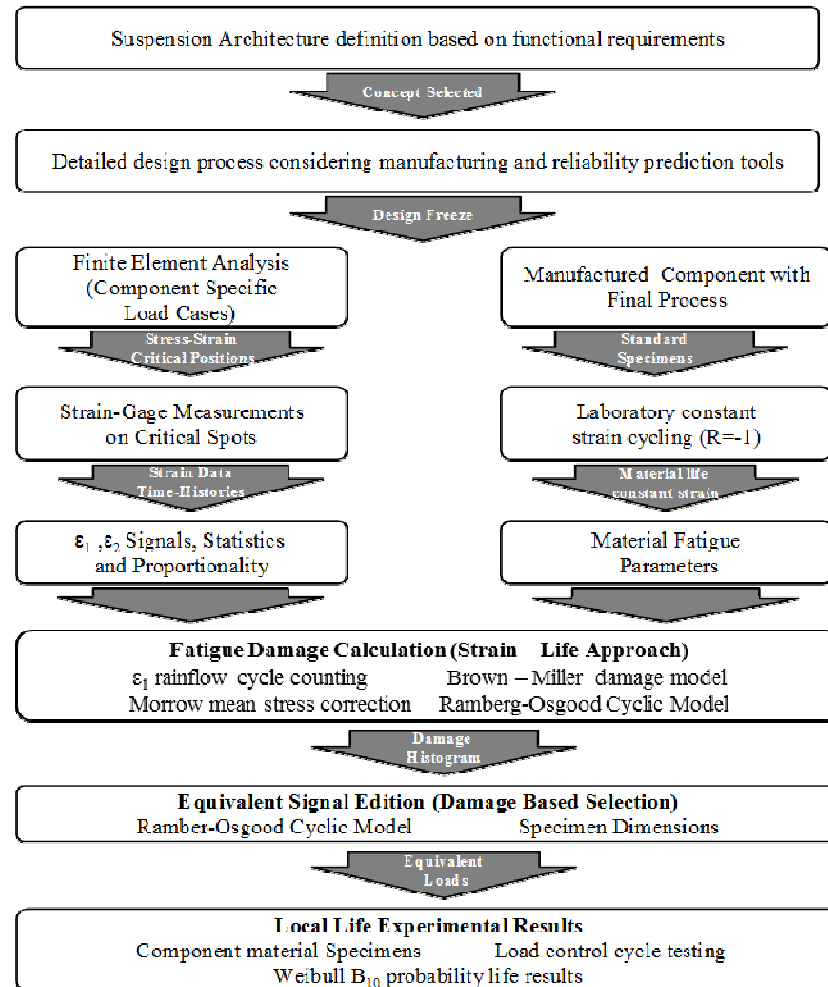 Suspension Architecture definition based on functional requirements
Concept Selected
Detailed design process considering manufacturing and reliability prediction tools
Design Freeze
Finite Element Analysis
(Component Specific
Load Cases)
Manufactured Component with
Final Process
Stress-Strain
Critical Positions
Standard
Specimens
Strain-Gage Measurements
on Critical Spots
Laboratory constant
strain cycling (R=-1)
Strain Data
Time-Histories
Material life
constant strain
ε₁ ,ε₂ Signals, Statistics
and Proportionality
Material Fatigue
Parameters
Fatigue Damage Calculation (Strain Life Approach)
ε₁ rainflow cycle counting Brown – Miller damage model
Morrow mean stress correction Ramberg-Osgood Cyclic Model
Damage
Histogram
Equivalent Signal Edition (Damage Based Selection)
Ramber-Osgood Cyclic Model Specimen Dimensions
Equivalent
Loads
Local Life Experimental Results
Component material Specimens Load control cycle testing
Weibull B₁₀ probability life results